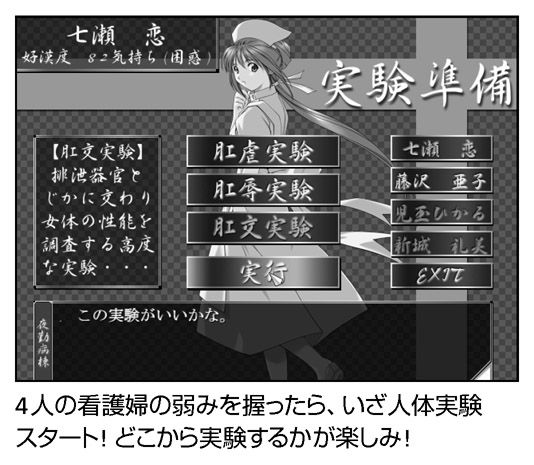 七瀬　恋
好漢度　82気持ち(困惑)
実験準備
【肛交実験】
排泄器官と
じかに交わり
女体の性能を
調査する高度
な実験・・・
肛虐実験
肛辱実験
肛交実験
実行
七瀬　恋
藤沢　亜子
児玉ひかる
新城　礼美
EXIT
夜勤病棟
この実験がいいかな。
4人の看護婦の弱みを握ったら、いざ人体実験
スタート! どこから実験するかが楽しみ!